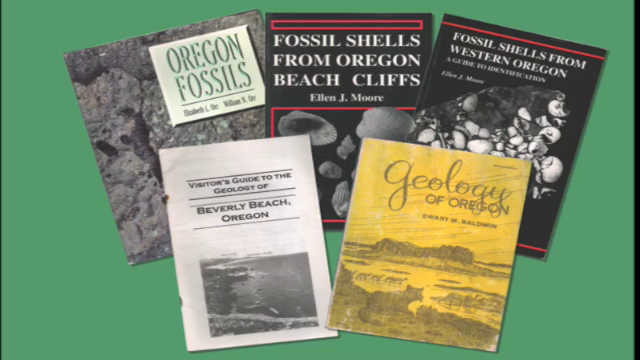 OREGON
FOSSILS
Elizabeth L. Orr • William N. Orr
FOSSIL SHELLS
FROM OREGON
BEACH CLIFFS
Ellen J. Moore
FOSSIL SHELLS FROM
WESTERN OREGON
A GUIDE TO IDENTIFICATION
Ellen J. Moore
VISITOR'S GUIDE TO THE
GEOLOGY OF
BEVERLY BEACH,
OREGON
Geology
OF OREGON
EWART M. BALDWIN